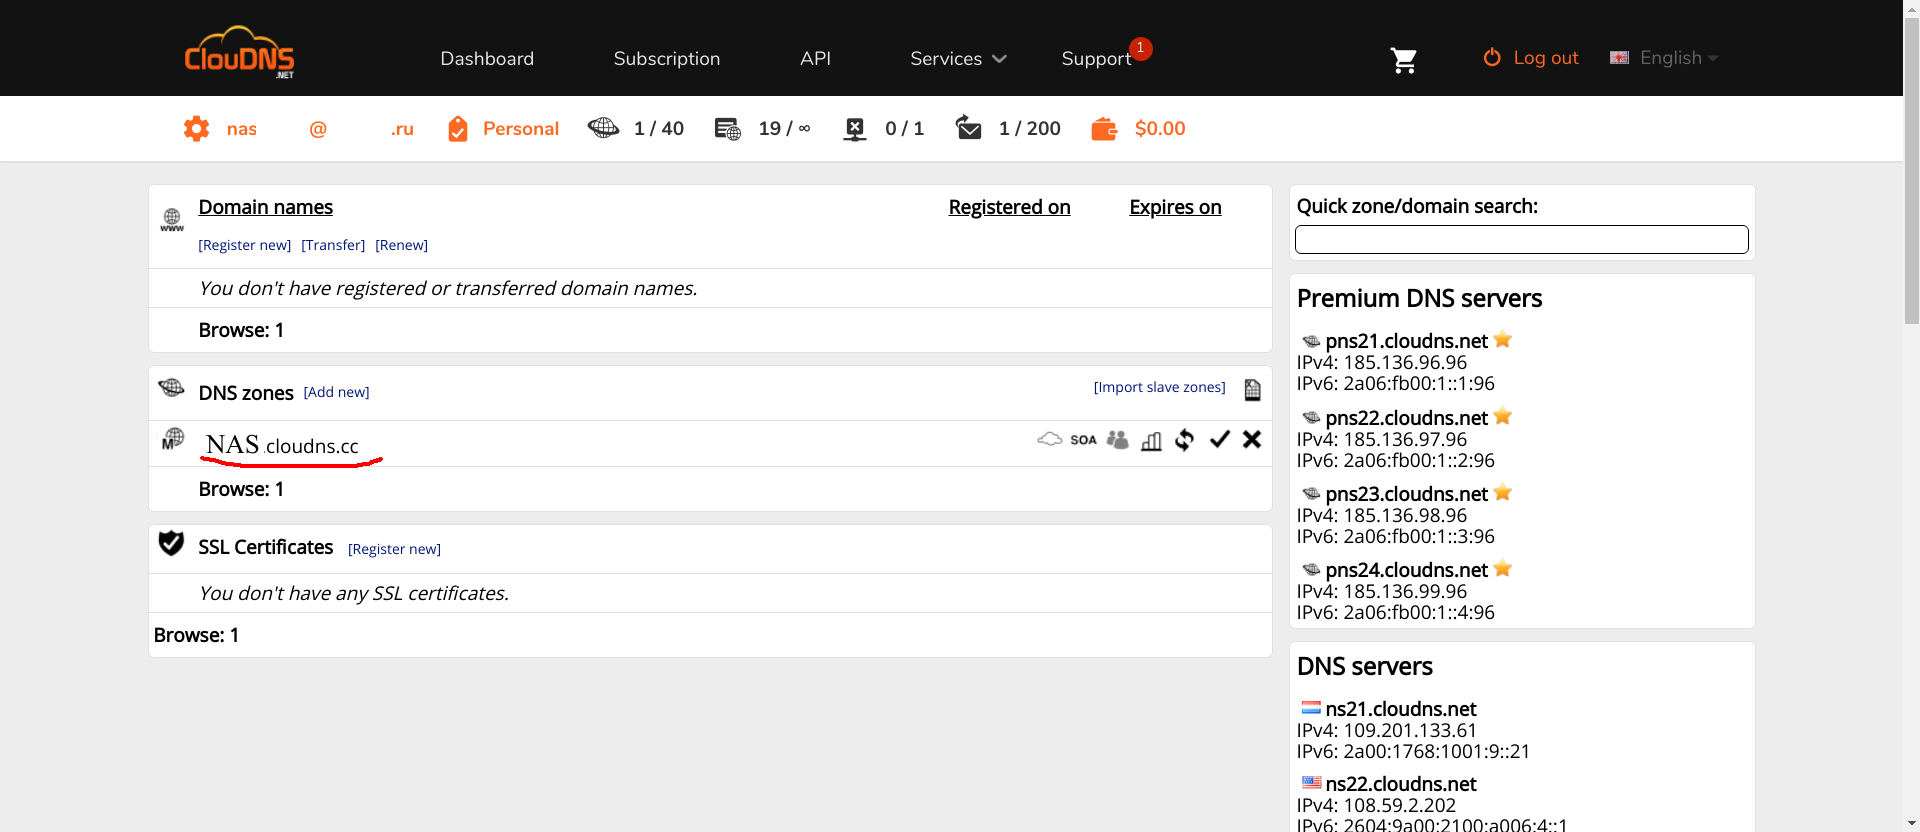 ClouDNS
.NET
Dashboard
Subscription
API
Services
Support
1
Log out
English
nas @ .ru
Personal
1 / 40
19 / ∞
0 / 1
1 / 200
$0.00
WWW
Domain names
Registered on
Expires on
[Register new] [Transfer] [Renew]
You don't have registered or transferred domain names.
Browse: 1
DNS zones [Add new]
[Import slave zones]
M
NAS .cloudns.cc
SOA
Browse: 1
SSL Certificates [Register new]
You don't have any SSL certificates.
Browse: 1
Quick zone/domain search:
Premium DNS servers
pns21.cloudns.net
IPv4: 185.136.96.96
IPv6: 2a06:fb00:1::1:96
pns22.cloudns.net
IPv4: 185.136.97.96
IPv6: 2a06:fb00:1::2:96
pns23.cloudns.net
IPv4: 185.136.98.96
IPv6: 2a06:fb00:1::3:96
pns24.cloudns.net
IPv4: 185.136.99.96
IPv6: 2a06:fb00:1::4:96
DNS servers
ns21.cloudns.net
IPv4: 109.201.133.61
IPv6: 2a00:1768:1001:9::21
ns22.cloudns.net
IPv4: 108.59.2.202
IPv6: 2604:9a00:2100:a006:4::1